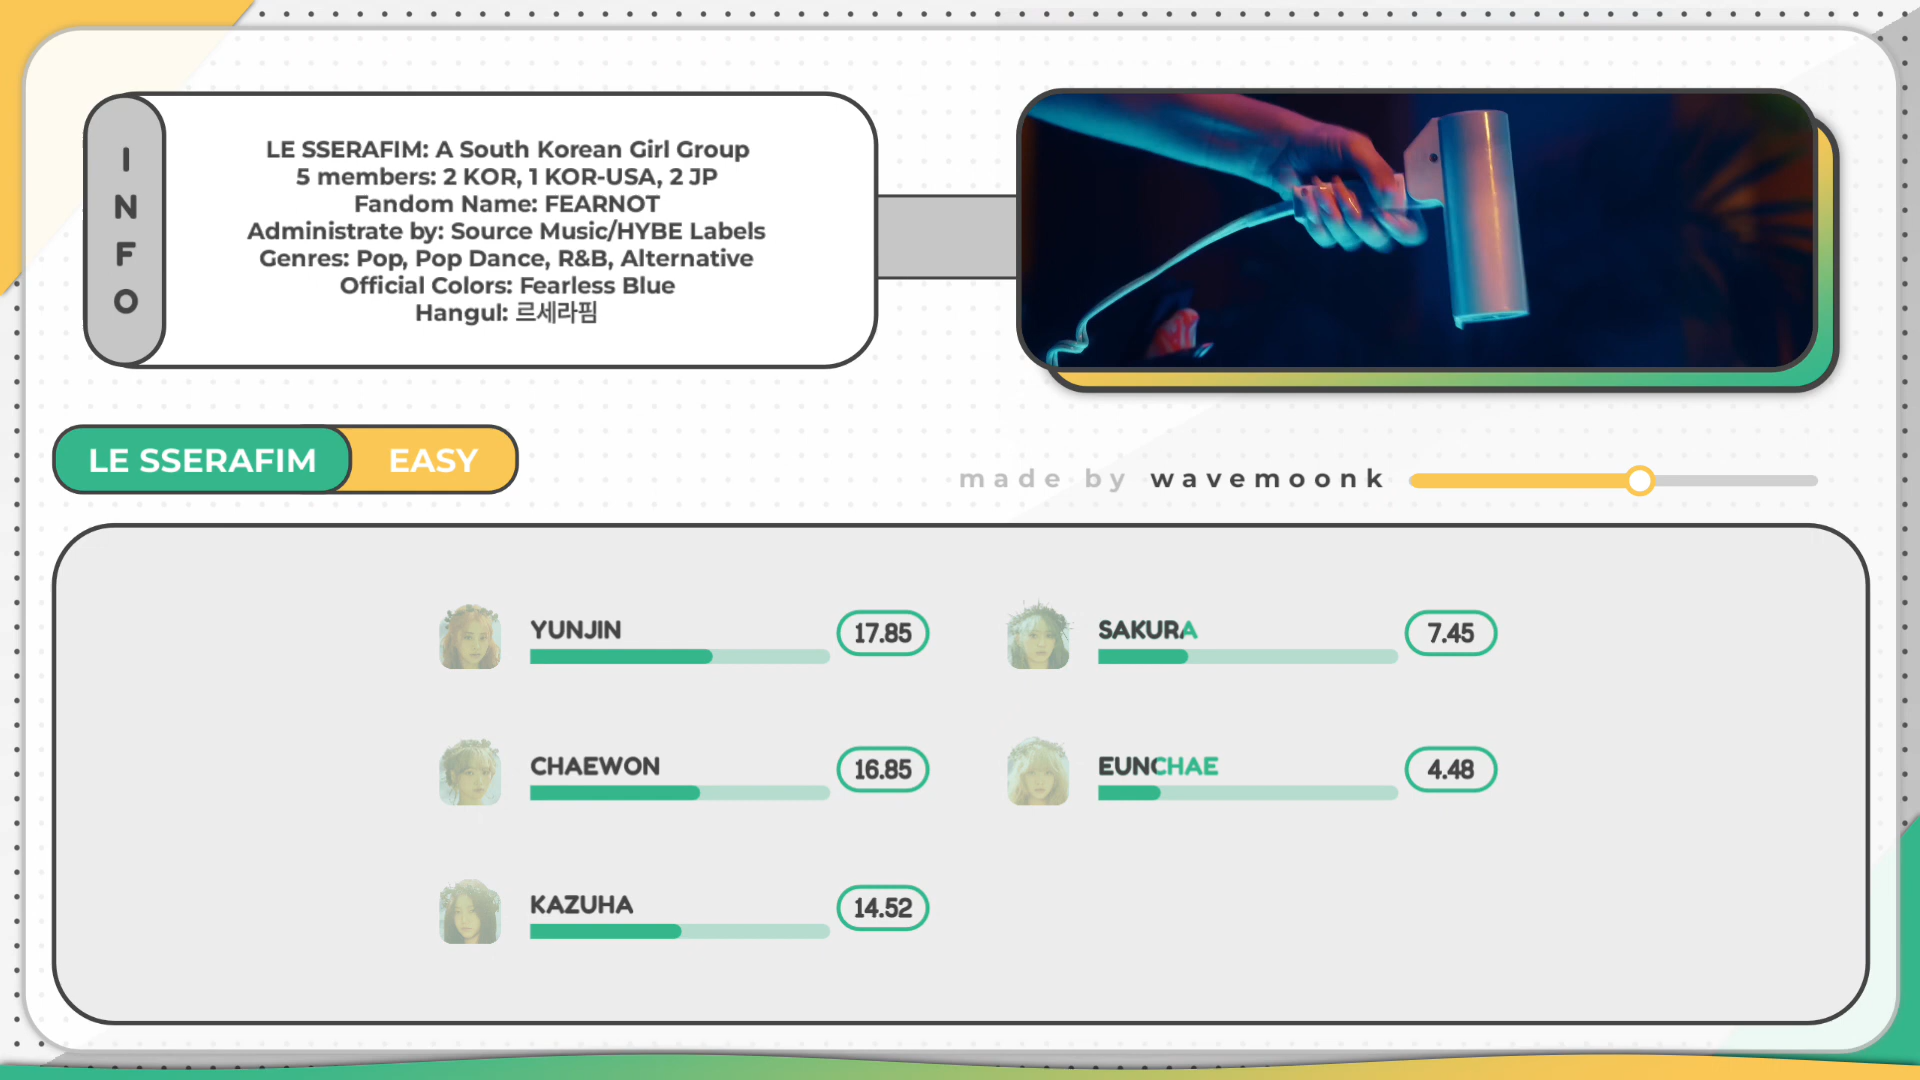 INFO
LE SSERAFIM: A South Korean Girl Group
5 members: 2 KOR, 1 KOR-USA, 2 JP
Fandom Name: FEARNOT
Administrate by: Source Music/HYBE Labels
Genres: Pop, Pop Dance, R&B, Alternative
Official Colors: Fearless Blue
Hangul: 르세라핌
LE SSERAFIM EASY
made by wavemoonk
YUNJIN 17.85
SAKURA 7.45
CHAEWON 16.85
EUNCHAE 4.48
KAZUHA 14.52